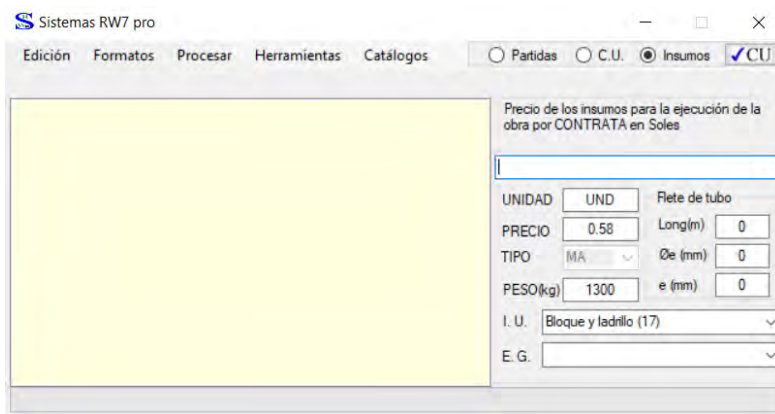 Sistemas RW7 pro
Edición Formatos Procesar Herramientas Catálogos Partidas C.U. Insumos ✓CU
Precio de los insumos para la ejecución de la
obra por CONTRATA en Soles
UNIDAD UND Flete de tubo
PRECIO 0.58 Long(m) 0
TIPO MA Øe (mm) 0
PESO(kg) 1300 e (mm) 0
I. U. Bloque y ladrillo (17)
E. G.